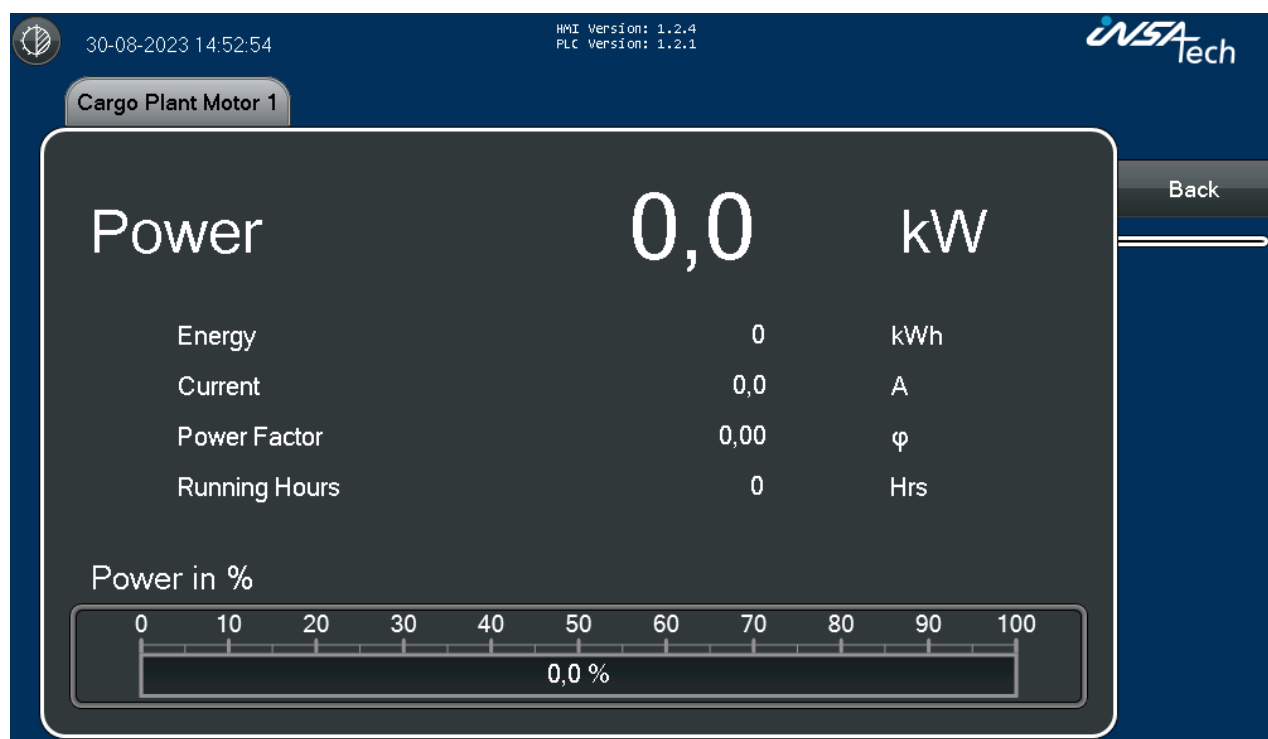 30-08-2023 14:52:54
HMI Version: 1.2.4
PLC Version: 1.2.1
iNSA Tech
Cargo Plant Motor 1
Back
Power 0,0 kW
Energy 0 kWh
Current 0,0 A
Power Factor 0,00 φ
Running Hours 0 Hrs
Power in %
0 10 20 30 40 50 60 70 80 90 100
0,0 %